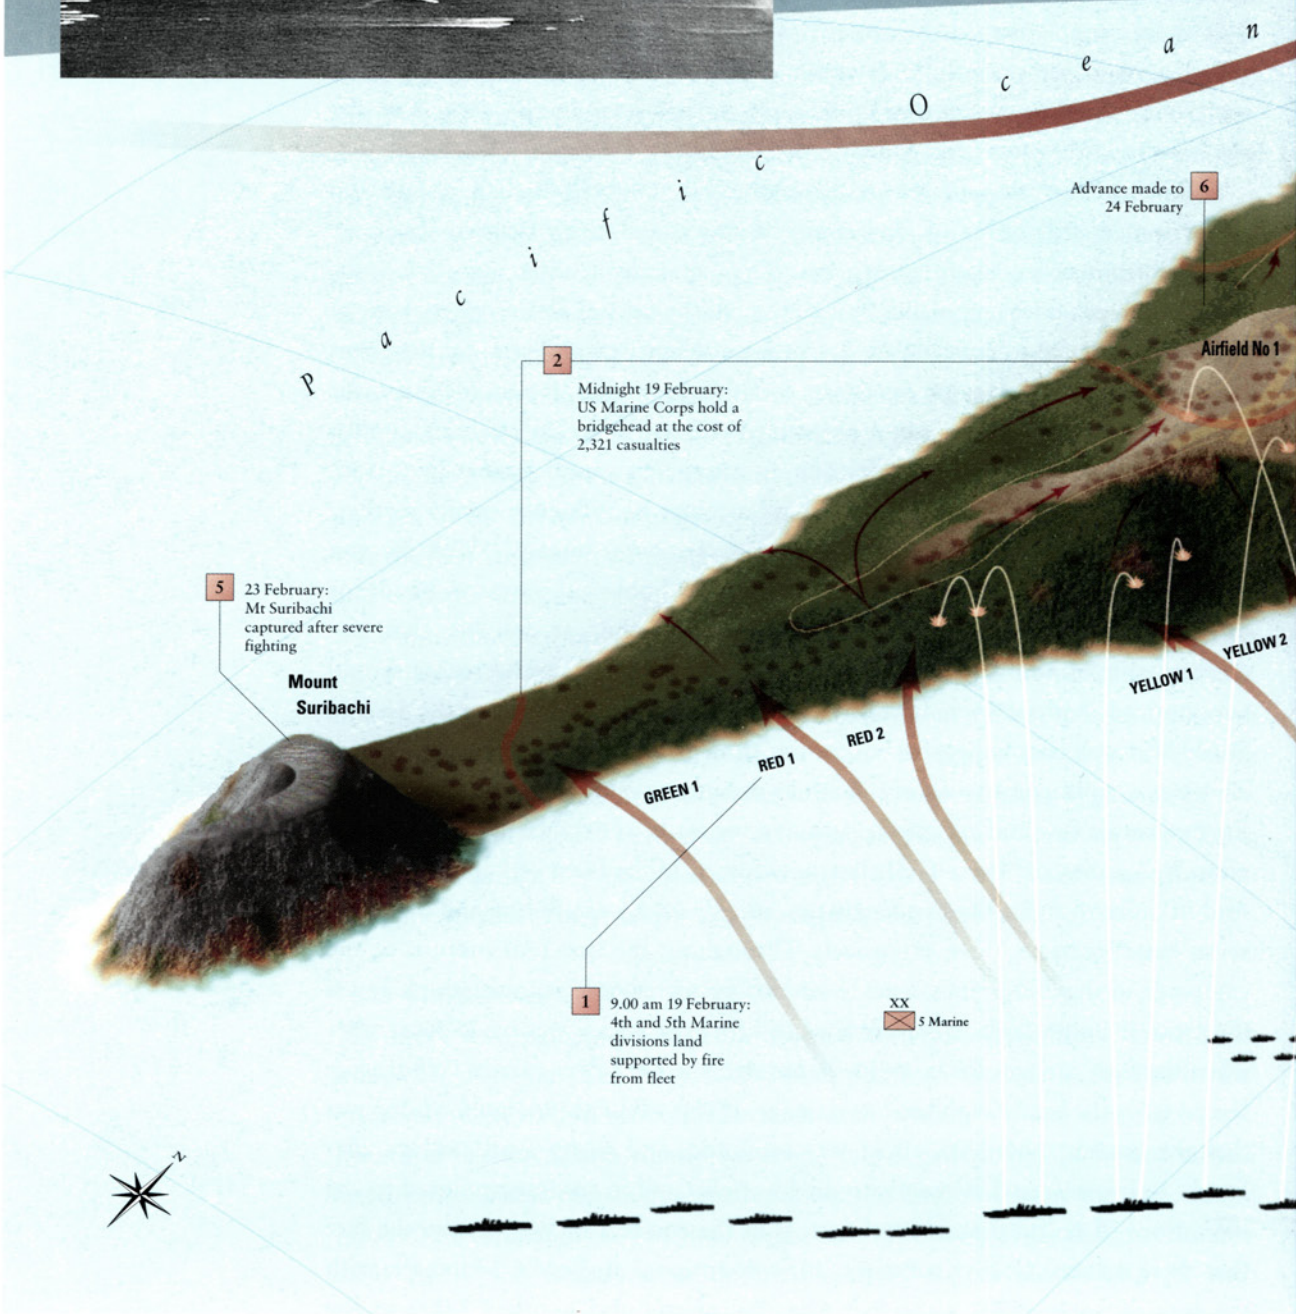 Pacific Ocean
Advance made to
24 February
6
Airfield No 1
2
Midnight 19 February:
US Marine Corps hold a
bridgehead at the cost of
2,321 casualties
5
23 February:
Mt Suribachi
captured after severe
fighting
Mount
Suribachi
YELLOW 2
YELLOW 1
RED 2
RED 1
GREEN 1
1
9.00 am 19 February:
4th and 5th Marine
divisions land
supported by fire
from fleet
XX
5 Marine
N